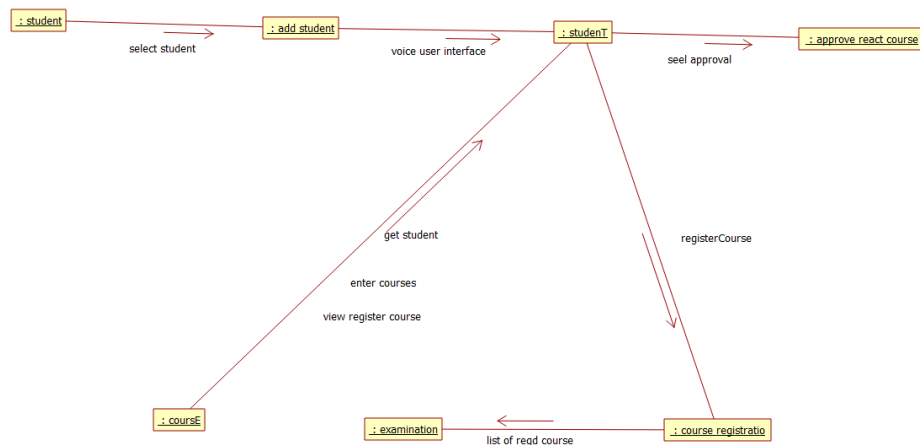 : student
: add student
: studenT
: approve react course
select student
voice user interface
seel approval
get student
registerCourse
enter courses
view register course
: coursE
: examination
: course registratio
list of regd course